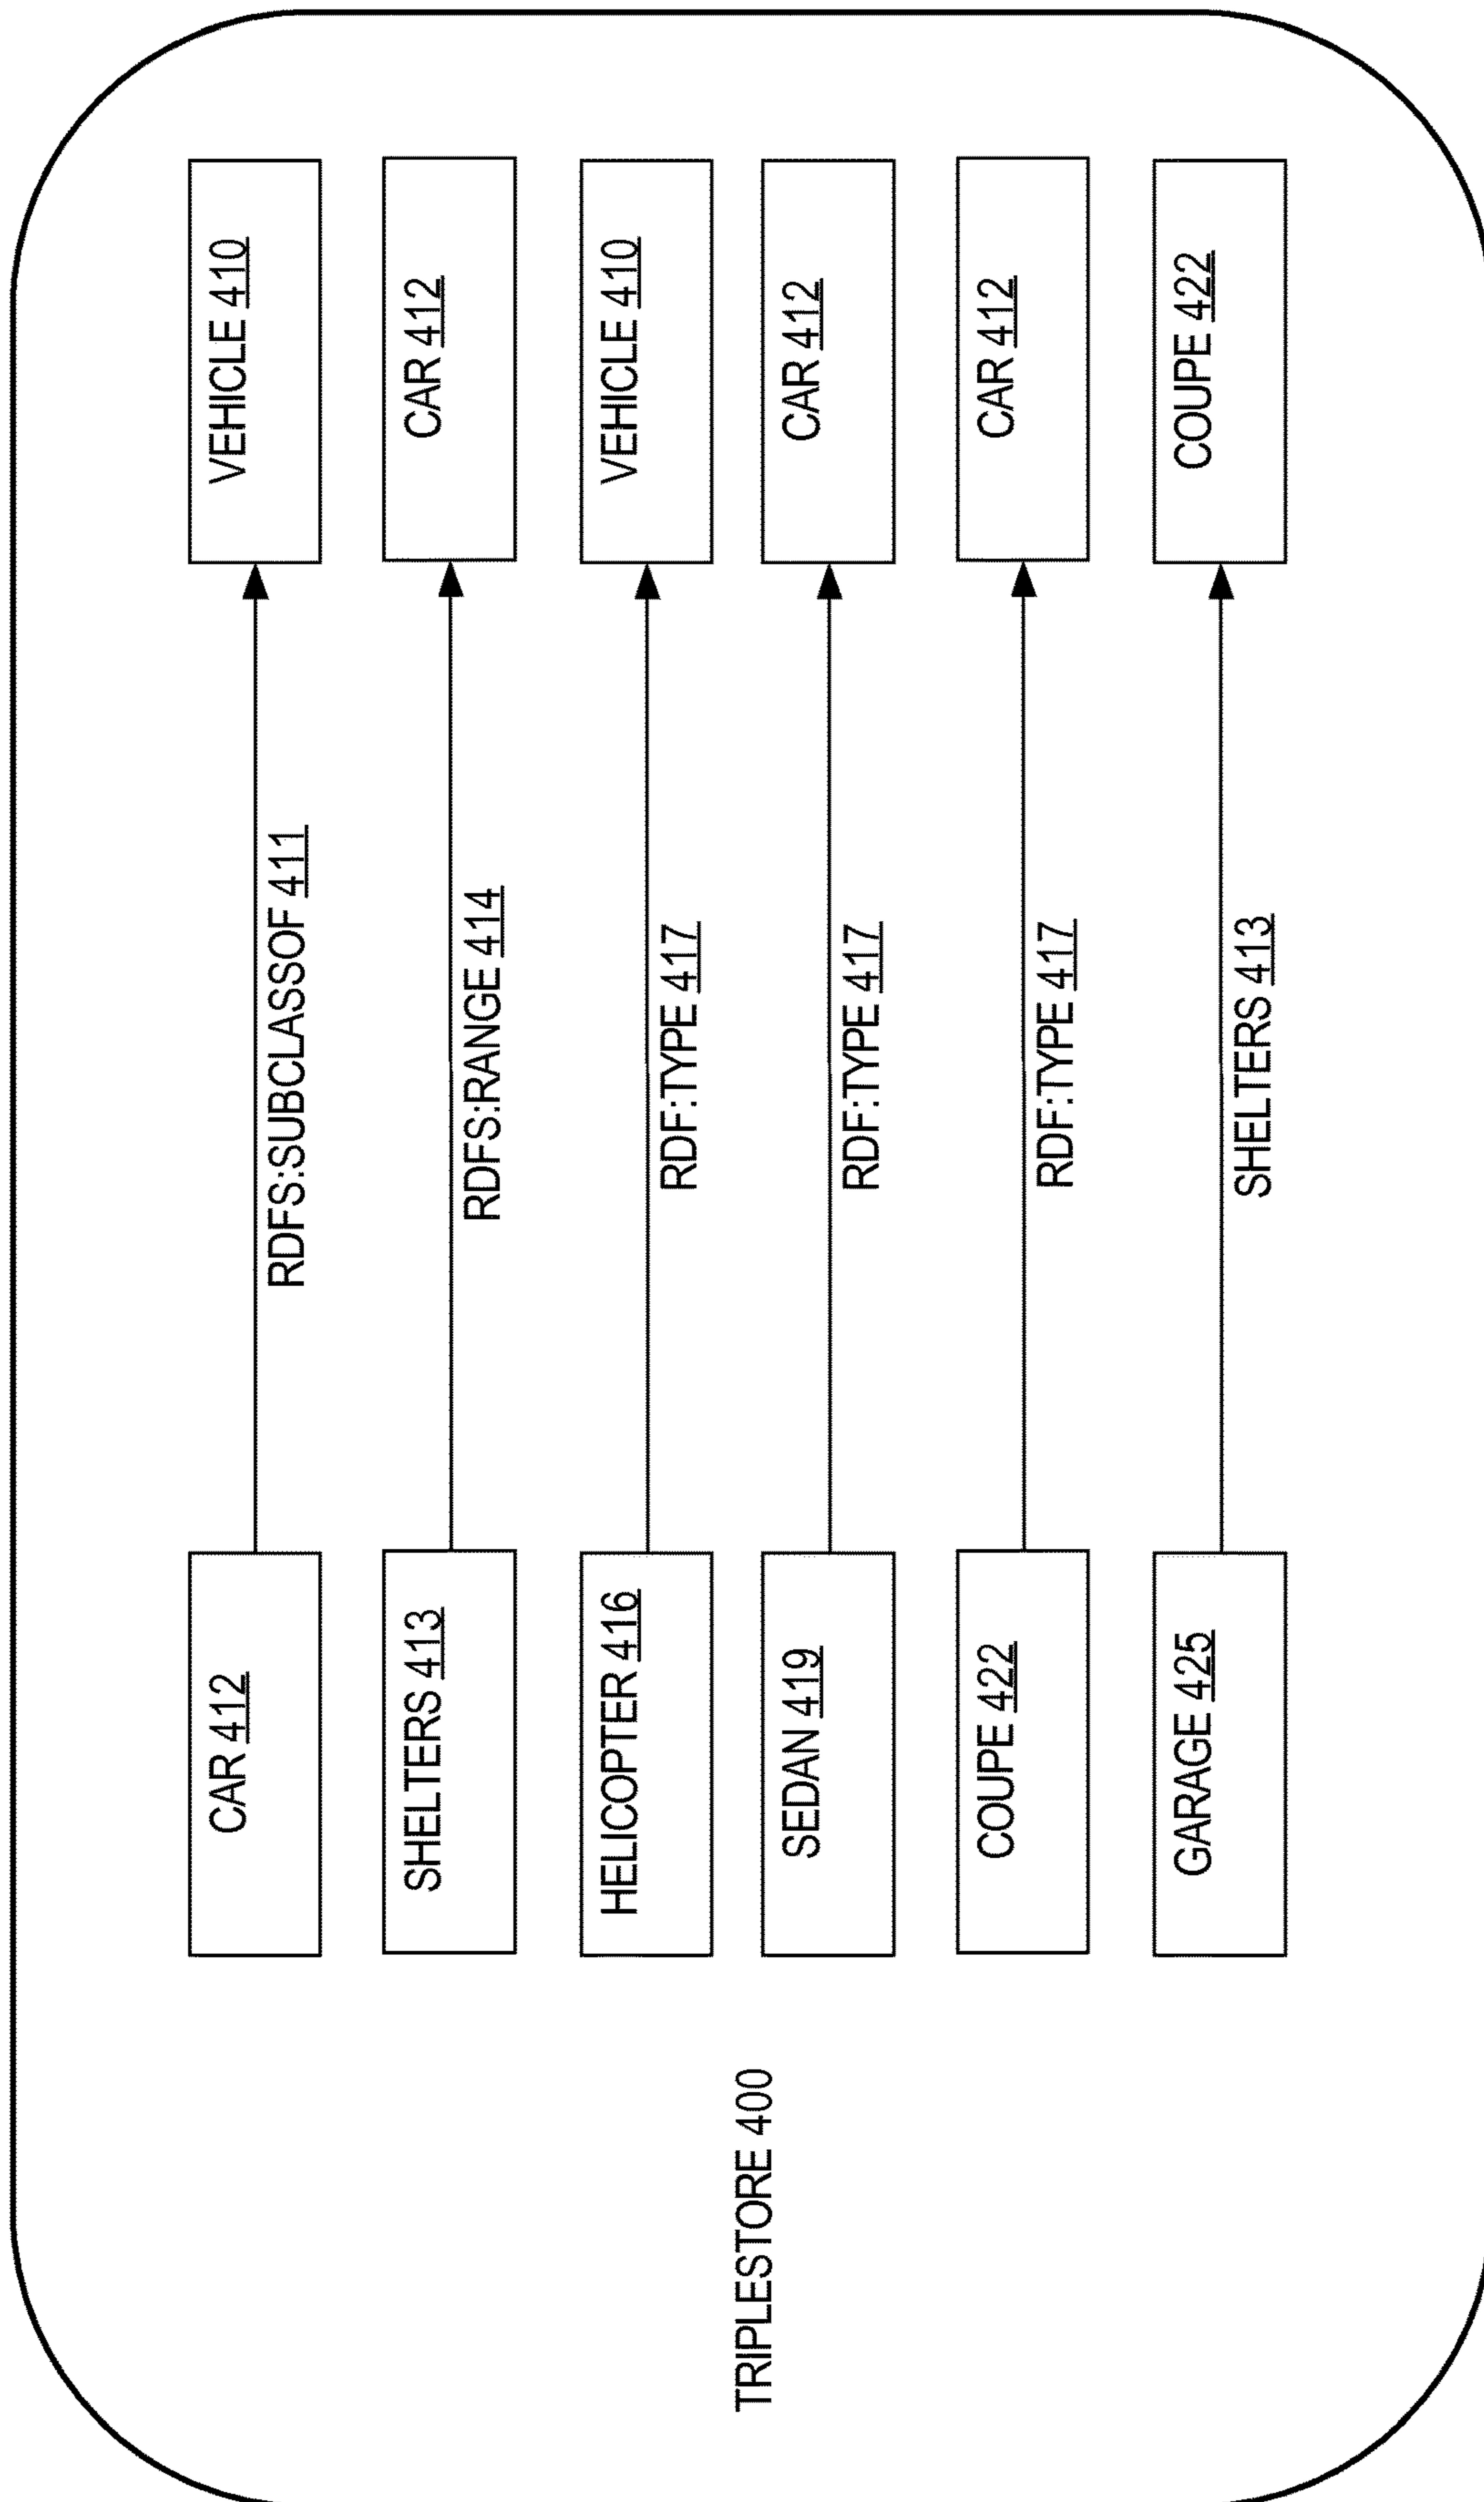 TRIPLESTORE 400
CAR 412
RDFS:SUBCLASSOF 411
VEHICLE 410
SHELTERS 413
RDFS:RANGE 414
CAR 412
HELICOPTER 416
RDF:TYPE 417
VEHICLE 410
SEDAN 419
RDF:TYPE 417
CAR 412
COUPE 422
RDF:TYPE 417
CAR 412
GARAGE 425
SHELTERS 413
COUPE 422